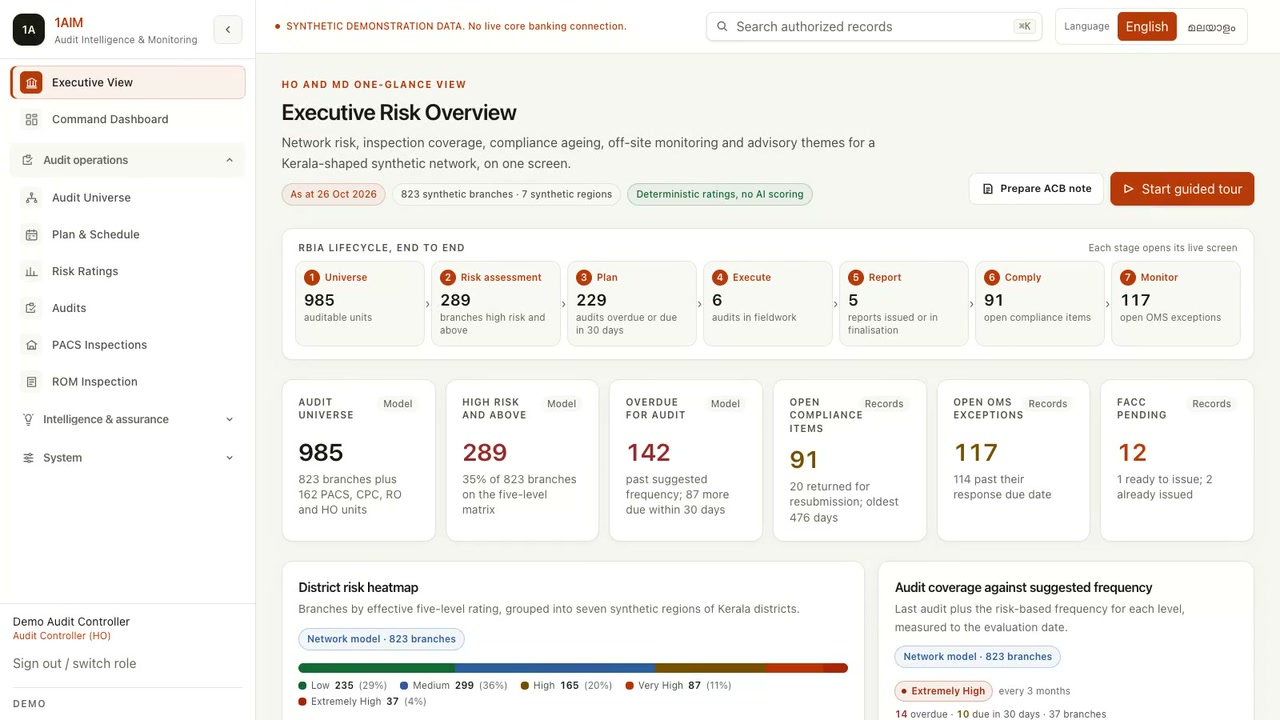 1A
1AIM
Audit Intelligence & Monitoring
SYNTHETIC DEMONSTRATION DATA. No live core banking connection.
Search authorized records
⌘K
Language
English
മലയാളം
Executive View
Command Dashboard
Audit operations
Audit Universe
Plan & Schedule
Risk Ratings
Audits
PACS Inspections
ROM Inspection
Intelligence & assurance
System
Demo Audit Controller
Audit Controller (HO)
Sign out / switch role
DEMO
HO AND MD ONE-GLANCE VIEW
Executive Risk Overview
Network risk, inspection coverage, compliance ageing, off-site monitoring and advisory themes for a
Kerala-shaped synthetic network, on one screen.
As at 26 Oct 2026
823 synthetic branches · 7 synthetic regions
Deterministic ratings, no AI scoring
Prepare ACB note
Start guided tour
RBIA LIFECYCLE, END TO END
Each stage opens its live screen
1 Universe
985
auditable units
2 Risk assessment
289
branches high risk and
above
3 Plan
229
audits overdue or due
in 30 days
4 Execute
6
audits in fieldwork
5 Report
5
reports issued or in
finalisation
6 Comply
91
open compliance items
7 Monitor
117
open OMS exceptions
AUDIT
UNIVERSE
Model
985
823 branches plus
162 PACS, CPC, RO
and HO units
HIGH RISK
AND ABOVE
Model
289
35% of 823 branches
on the five-level
matrix
OVERDUE
FOR AUDIT
Model
142
past suggested
frequency; 87 more
due within 30 days
OPEN
COMPLIANCE
ITEMS
Records
91
20 returned for
resubmission; oldest
476 days
OPEN OMS
EXCEPTIONS
Records
117
114 past their
response due date
FACC
PENDING
Records
12
1 ready to issue; 2
already issued
District risk heatmap
Branches by effective five-level rating, grouped into seven synthetic regions of Kerala districts.
Network model · 823 branches
Low 235 (29%)
Medium 299 (36%)
High 165 (20%)
Very High 87 (11%)
Extremely High 37 (4%)
Audit coverage against suggested frequency
Last audit plus the risk-based frequency for each level,
measured to the evaluation date.
Network model · 823 branches
Extremely High
every 3 months
14 overdue · 10 due in 30 days · 37 branches